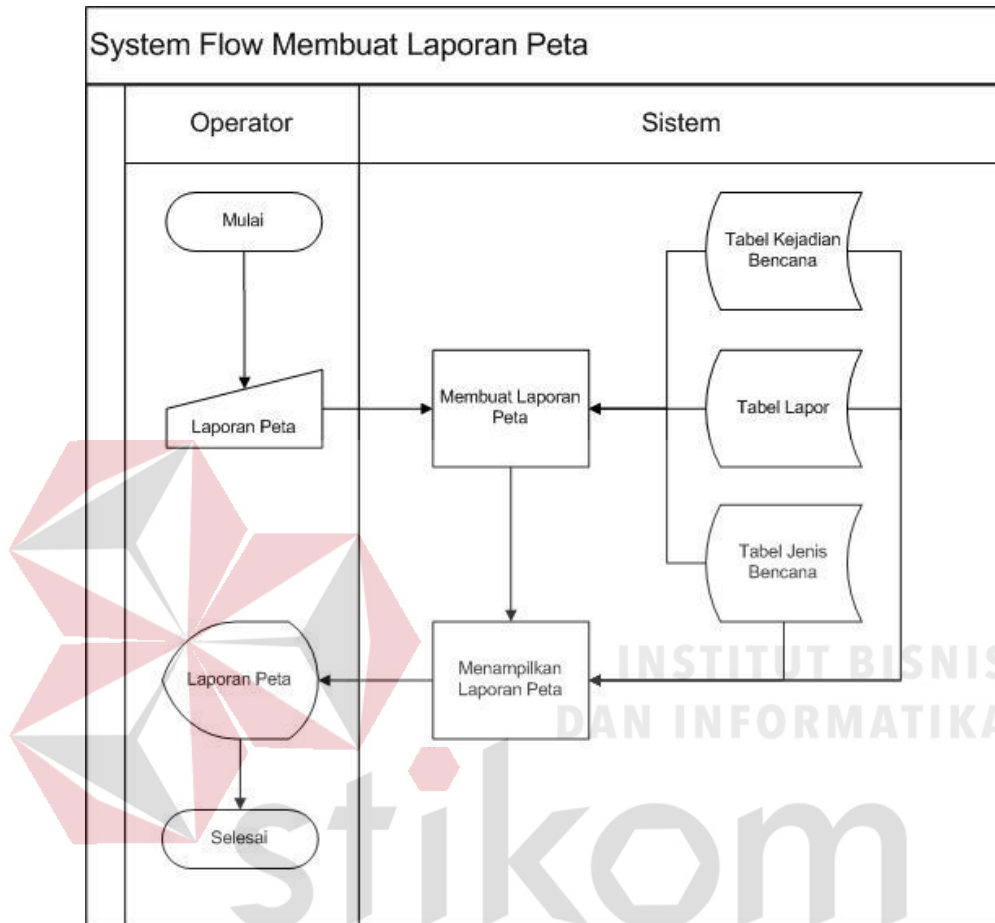 System Flow Membuat Laporan Peta
Operator
Sistem
Mulai
Tabel Kejadian
Bencana
Laporan Peta
Membuat Laporan
Peta
Tabel Lapor
Tabel Jenis
Bencana
Laporan Peta
Menampilkan
Laporan Peta
INSTITUT BISNIS
DAN INFORMATIKA
stikom
Selesai